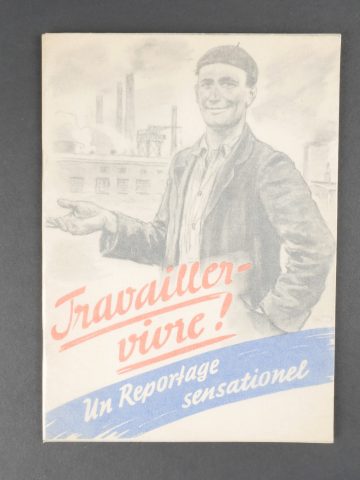 Travailler-
vivre!
Un Reportage
sensationel